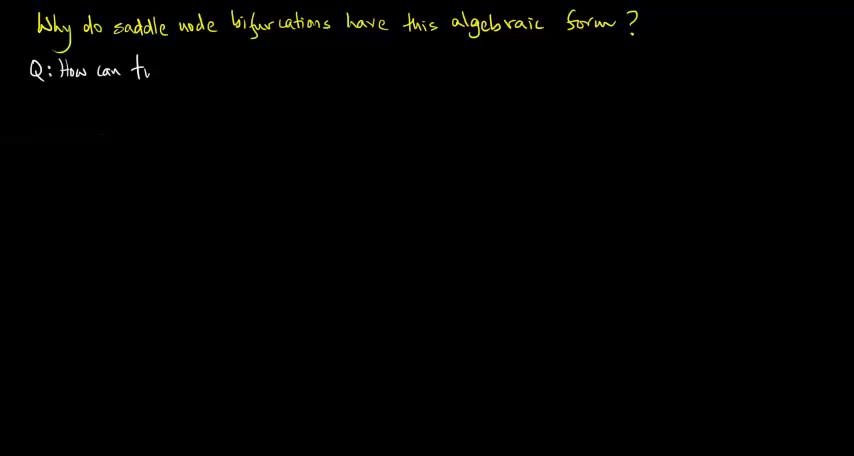 Why do saddle node bifurcations have this algebraic form?
Q: How can